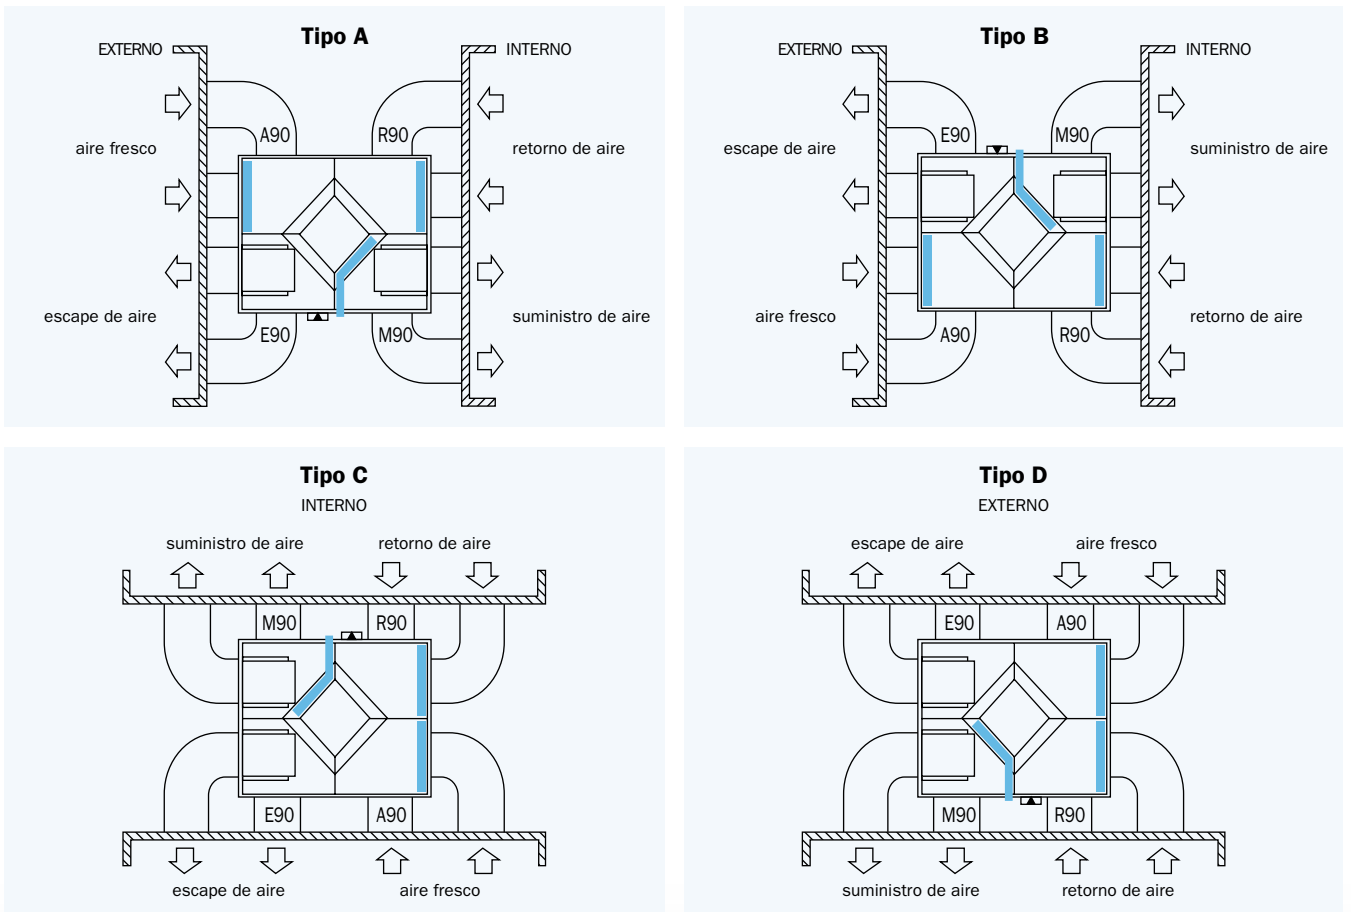 Tipo A
EXTERNO
INTERNO
A90
R90
aire fresco
retorno de aire
escape de aire
suministro de aire
E90
M90
Tipo B
EXTERNO
INTERNO
E90
M90
escape de aire
suministro de aire
aire fresco
retorno de aire
A90
R90
Tipo C
INTERNO
suministro de aire
retorno de aire
M90
R90
E90
A90
escape de aire
aire fresco
Tipo D
EXTERNO
escape de aire
aire fresco
E90
A90
M90
R90
suministro de aire
retorno de aire